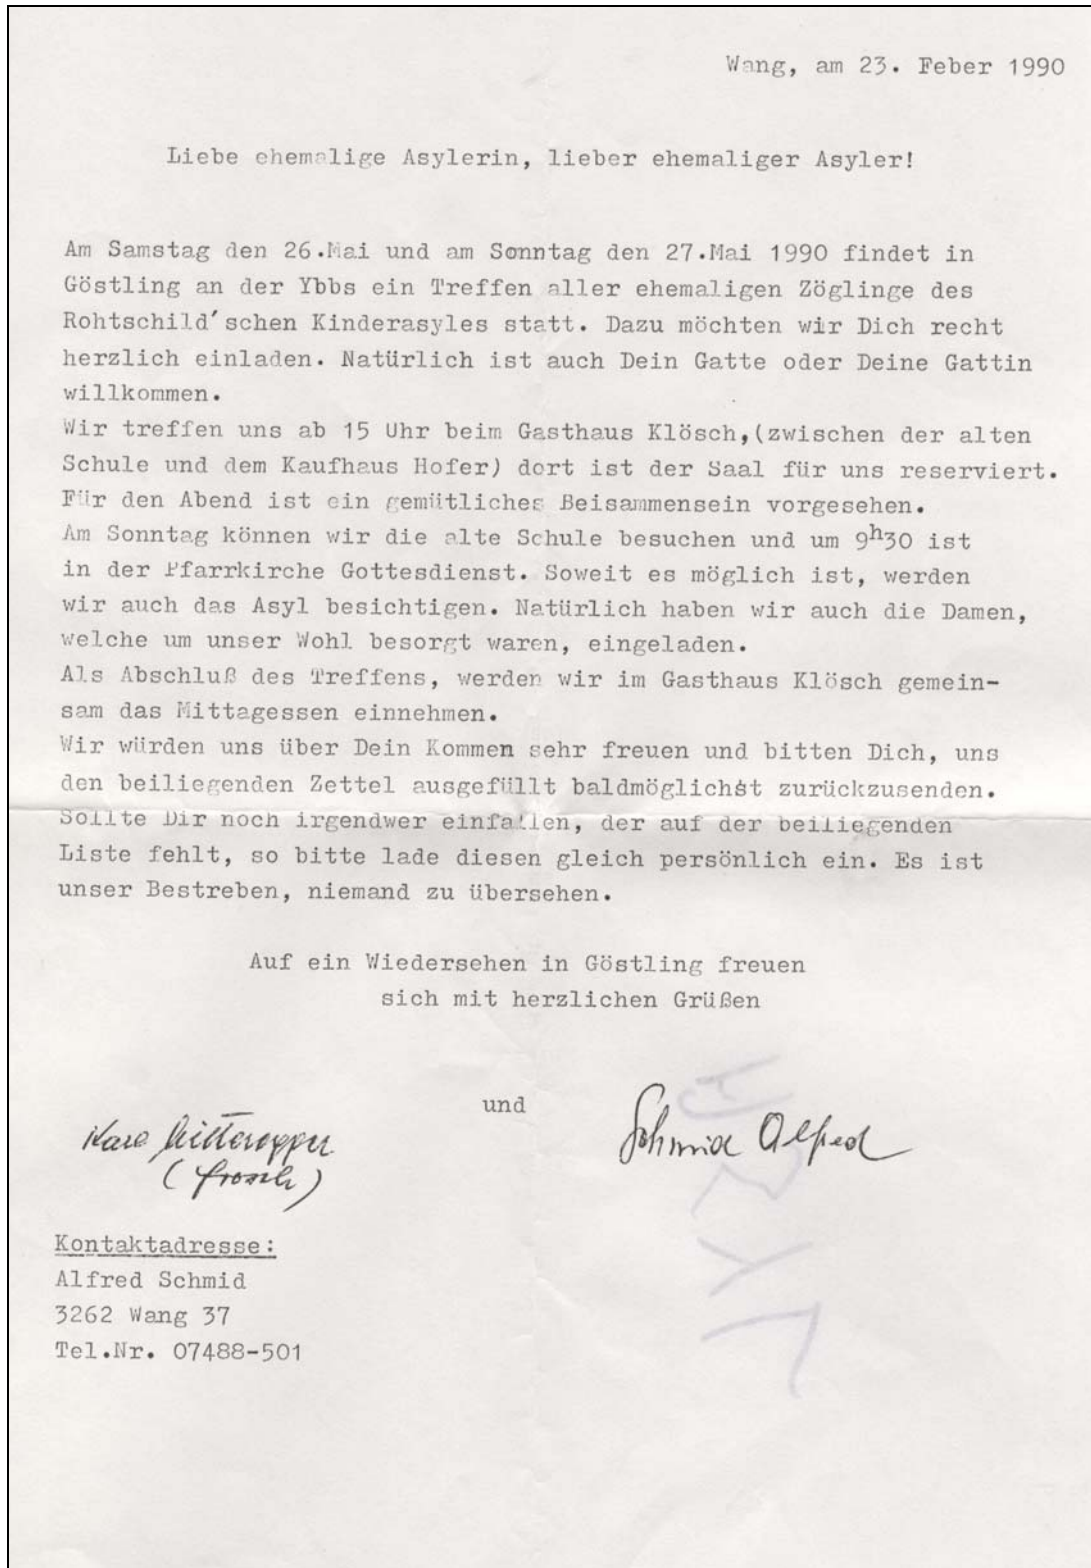 Wang, am 23. Feber 1990
Liebe ehemalige Asylerin, lieber ehemaliger Asyler!
Am Samstag den 26.Mai und am Sonntag den 27.Mai 1990 findet in
Göstling an der Ybbs ein Treffen aller ehemaligen Zöglinge des
Rohtschild'schen Kinderasyles statt. Dazu möchten wir Dich recht
herzlich einladen. Natürlich ist auch Dein Gatte oder Deine Gattin
willkommen.
Wir treffen uns ab 15 Uhr beim Gasthaus Klösch,(zwischen der alten
Schule und dem Kaufhaus Hofer) dort ist der Saal für uns reserviert.
Für den Abend ist ein gemütliches Beisammensein vorgesehen.
Am Sonntag können wir die alte Schule besuchen und um 9h30 ist
in der Pfarrkirche Gottesdienst. Soweit es möglich ist, werden
wir auch das Asyl besichtigen. Natürlich haben wir auch die Damen,
welche um unser Wohl besorgt waren, eingeladen.
Als Abschluß des Treffens, werden wir im Gasthaus Klösch gemein-
sam das Mittagessen einnehmen.
Wir würden uns über Dein Kommen sehr freuen und bitten Dich, uns
den beiliegenden Zettel ausgefüllt baldmöglichst zurückzusenden.
Sollte Dir noch irgendwer einfallen, der auf der beiliegenden
Liste fehlt, so bitte lade diesen gleich persönlich ein. Es ist
unser Bestreben, niemand zu übersehen.
Auf ein Wiedersehen in Göstling freuen
sich mit herzlichen Grüßen
und
Karl
(Frosch)
Schmid Alfred
Kontaktadresse:
Alfred Schmid
3262 Wang 37
Tel.Nr. 07488-501